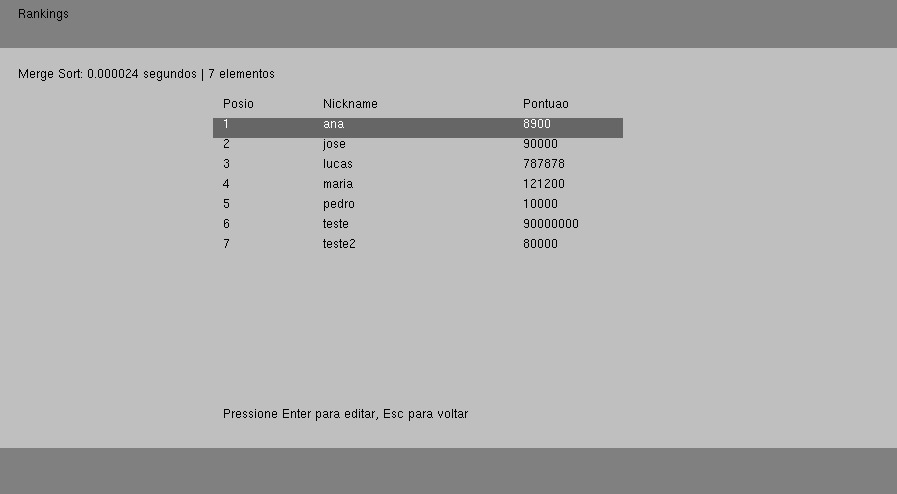 Rankings
Merge Sort: 0.000024 segundos | 7 elementos
Posio Nickname Pontuao
1 ana 8900
2 jose 90000
3 lucas 787878
4 maria 121200
5 pedro 10000
6 teste 90000000
7 teste2 80000
Pressione Enter para editar, Esc para voltar